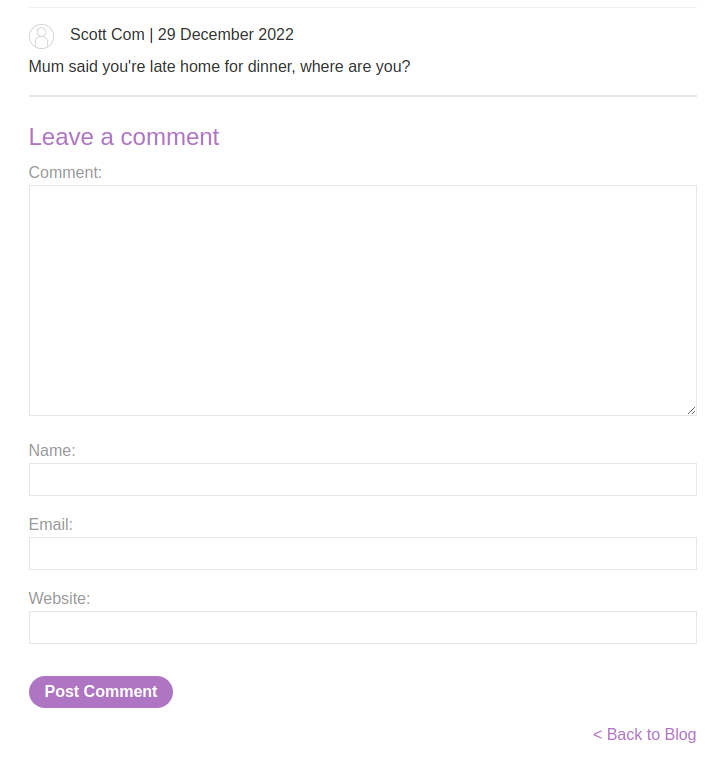 Scott Com | 29 December 2022
Mum said you're late home for dinner, where are you?
Leave a comment
Comment:
Name:
Email:
Website:
Post Comment
< Back to Blog